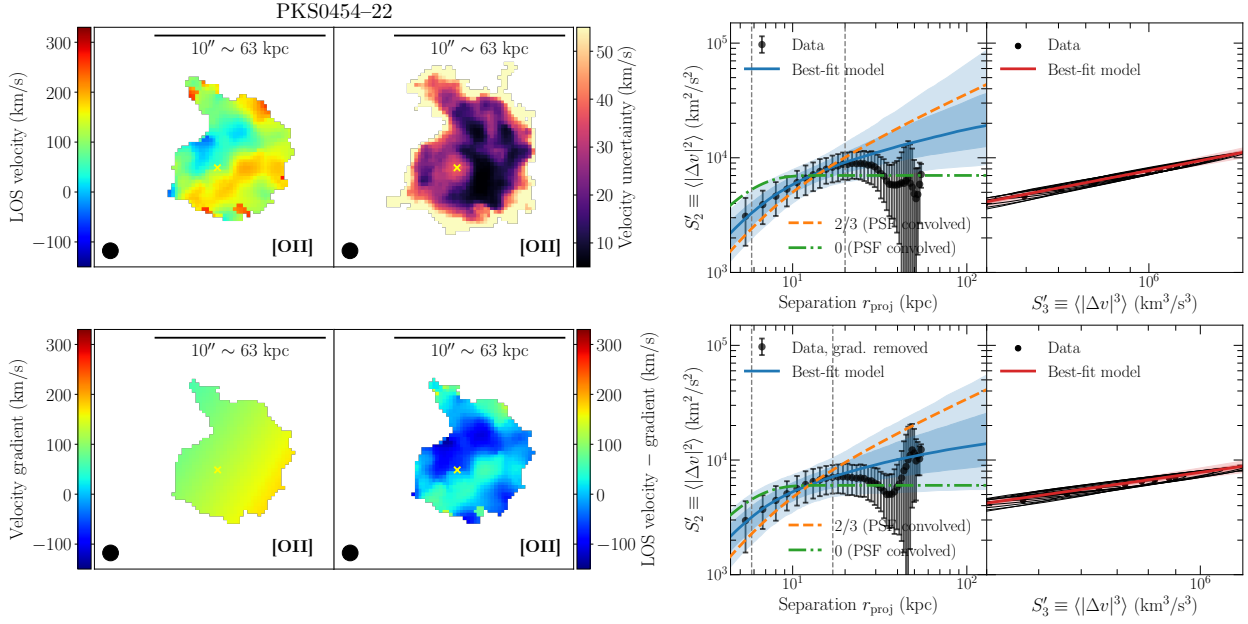 PKS0454–22
10″ ~ 63 kpc
10″ ~ 63 kpc
LOS velocity (km/s)
300
200
100
0
−100
[OII]
[OII]
Velocity uncertainty (km/s)
50
40
30
20
10
S′₂ ≡ ⟨|Δv|²⟩ (km²/s²)
10⁵
10⁴
10³
Data
Best-fit model
2/3 (PSF convolved)
0 (PSF convolved)
10¹
10²
Separation r_proj (kpc)
Data
Best-fit model
10⁶
S′₃ ≡ ⟨|Δv|³⟩ (km³/s³)
10″ ~ 63 kpc
10″ ~ 63 kpc
Velocity gradient (km/s)
300
200
100
0
−100
[OII]
[OII]
LOS velocity − gradient (km/s)
300
200
100
0
−100
S′₂ ≡ ⟨|Δv|²⟩ (km²/s²)
10⁵
10⁴
10³
Data, grad. removed
Best-fit model
2/3 (PSF convolved)
0 (PSF convolved)
10¹
10²
Separation r_proj (kpc)
Data
Best-fit model
10⁶
S′₃ ≡ ⟨|Δv|³⟩ (km³/s³)